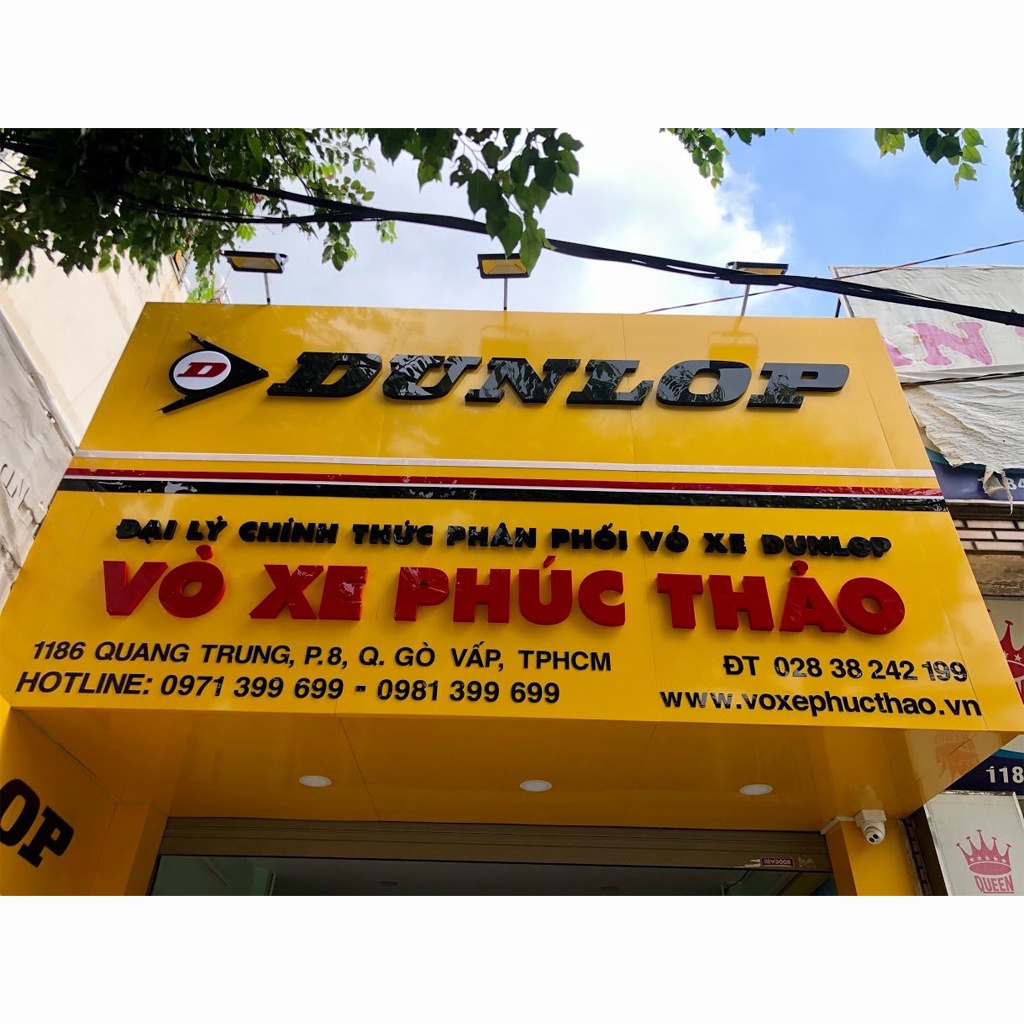 D DUNLOP
ĐẠI LÝ CHÍNH THỨC PHÂN PHỐI VỎ XE DUNLOP
VỎ XE PHÚC THẢO
1186 QUANG TRUNG, P.8, Q. GÒ VẤP, TPHCM
ĐT 028 38 242 199
HOTLINE: 0971 399 699 - 0981 399 699
www.voxephucthao.vn
OP
118
QUEEN